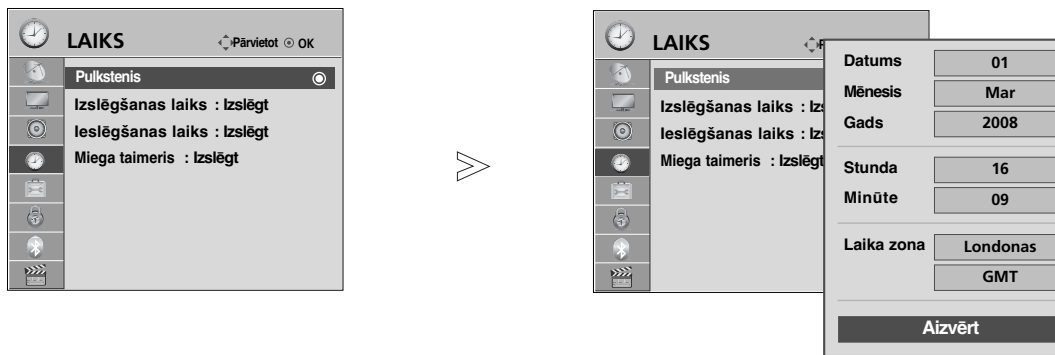 LAIKS
Pārvietot OK
Pulkstenis
Izslēgšanas laiks : Izslēgt
Ieslēgšanas laiks : Izslēgt
Miega taimeris : Izslēgt
LAIKS
Pulkstenis
Izslēgšanas laiks : Izs
Ieslēgšanas laiks : Izs
Miega taimeris : Izslēgt
Datums 01
Mēnesis Mar
Gads 2008
Stunda 16
Minūte 09
Laika zona Londonas
GMT
Aizvērt